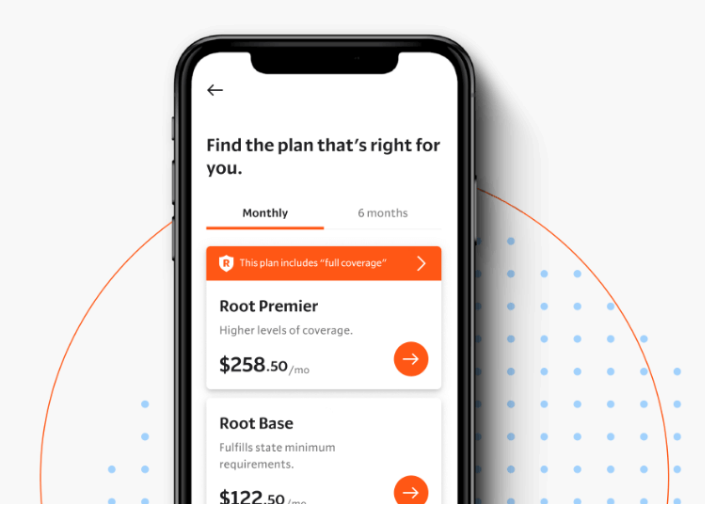 Find the plan that's right for
you.
Monthly
6 months
R
This plan includes "full coverage"
Root Premier
Higher levels of coverage.
$258.50/mo
Root Base
Fulfills state minimum
requirements.
$122.50/mo